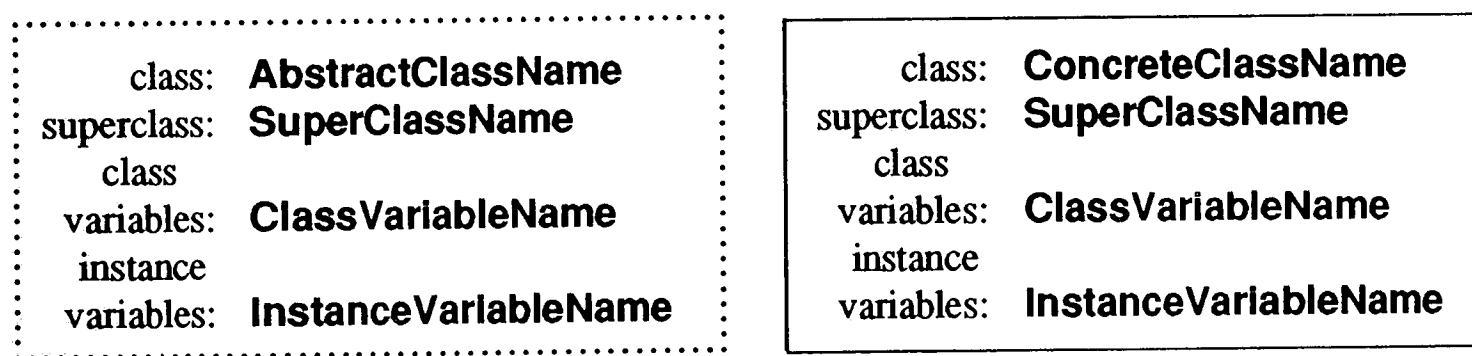 class: AbstractClassName
superclass: SuperClassName
class
variables: ClassVariableName
instance
variables: InstanceVariableName
class: ConcreteClassName
superclass: SuperClassName
class
variables: ClassVariableName
instance
variables: InstanceVariableName